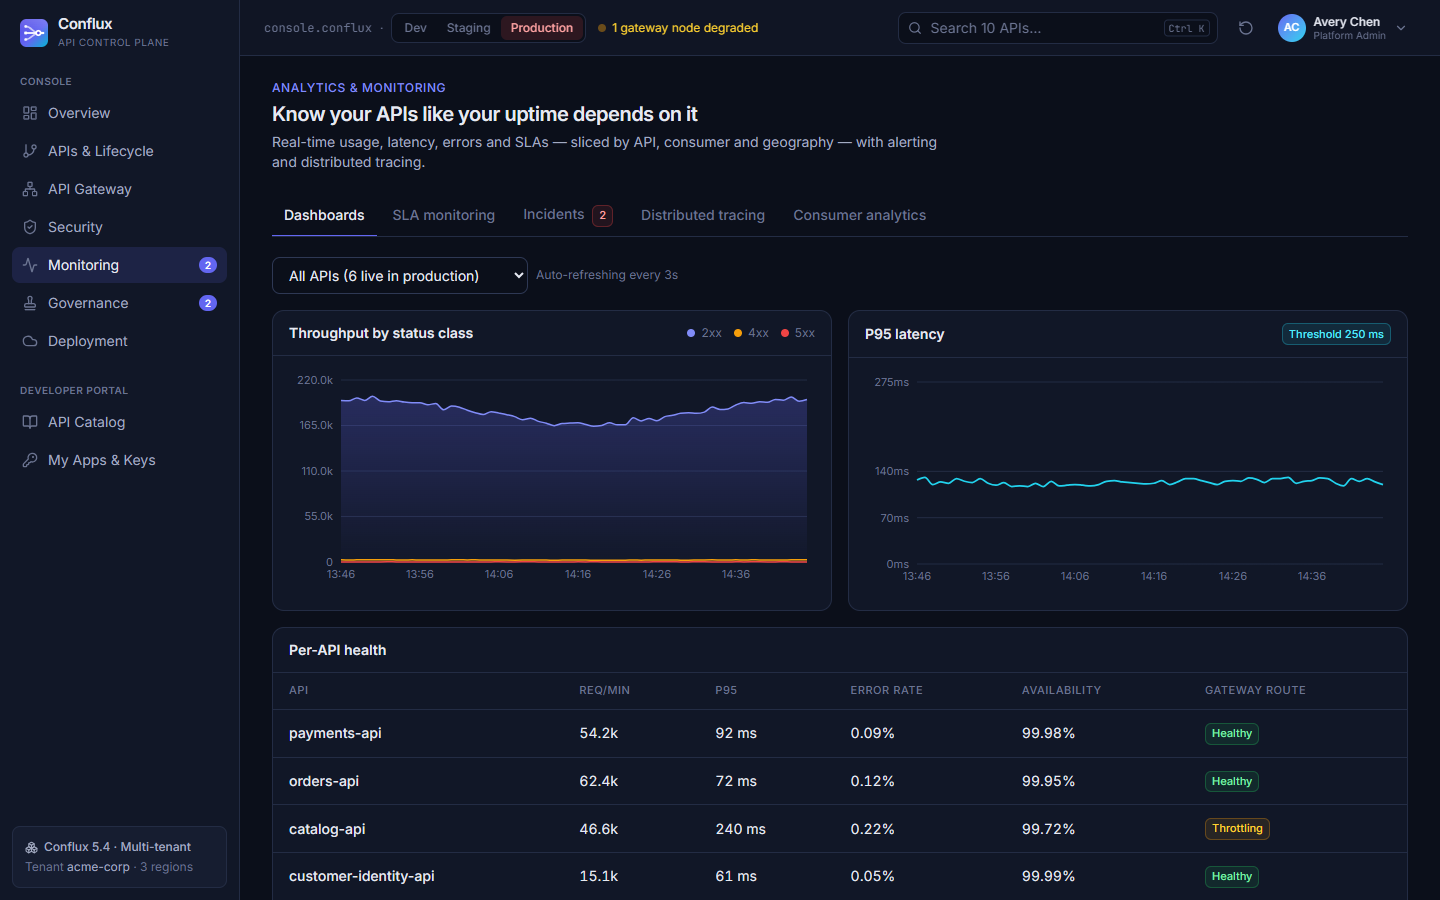 Conflux
API CONTROL PLANE
CONSOLE
Overview
APIs & Lifecycle
API Gateway
Security
Monitoring 2
Governance 2
Deployment
DEVELOPER PORTAL
API Catalog
My Apps & Keys
Conflux 5.4 · Multi-tenant
Tenant acme-corp · 3 regions
console.conflux · Dev Staging Production 1 gateway node degraded
Search 10 APIs... Ctrl K
AC Avery Chen
Platform Admin
ANALYTICS & MONITORING
Know your APIs like your uptime depends on it
Real-time usage, latency, errors and SLAs — sliced by API, consumer and geography — with alerting
and distributed tracing.
Dashboards SLA monitoring Incidents 2 Distributed tracing Consumer analytics
All APIs (6 live in production) Auto-refreshing every 3s
Throughput by status class 2xx 4xx 5xx
220.0k
165.0k
110.0k
55.0k
0
13:46 13:56 14:06 14:16 14:26 14:36
P95 latency Threshold 250 ms
275ms
140ms
70ms
0ms
13:46 13:56 14:06 14:16 14:26 14:36
Per-API health
API REQ/MIN P95 ERROR RATE AVAILABILITY GATEWAY ROUTE
payments-api 54.2k 92 ms 0.09% 99.98% Healthy
orders-api 62.4k 72 ms 0.12% 99.95% Healthy
catalog-api 46.6k 240 ms 0.22% 99.72% Throttling
customer-identity-api 15.1k 61 ms 0.05% 99.99% Healthy